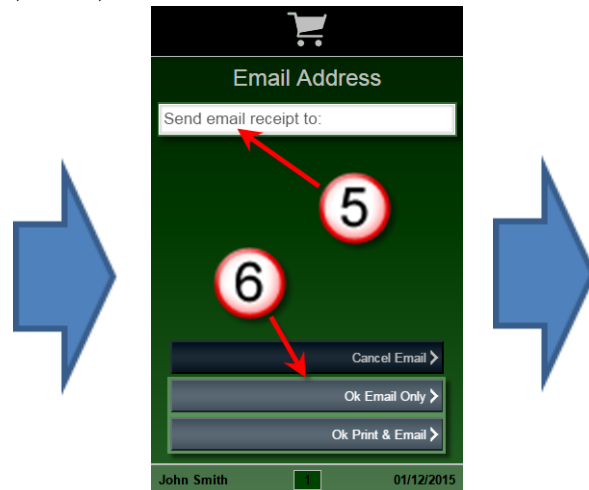 Email Address
Send email receipt to:
5
6
Cancel Email
Ok Email Only
Ok Print & Email
John Smith 1 01/12/2015